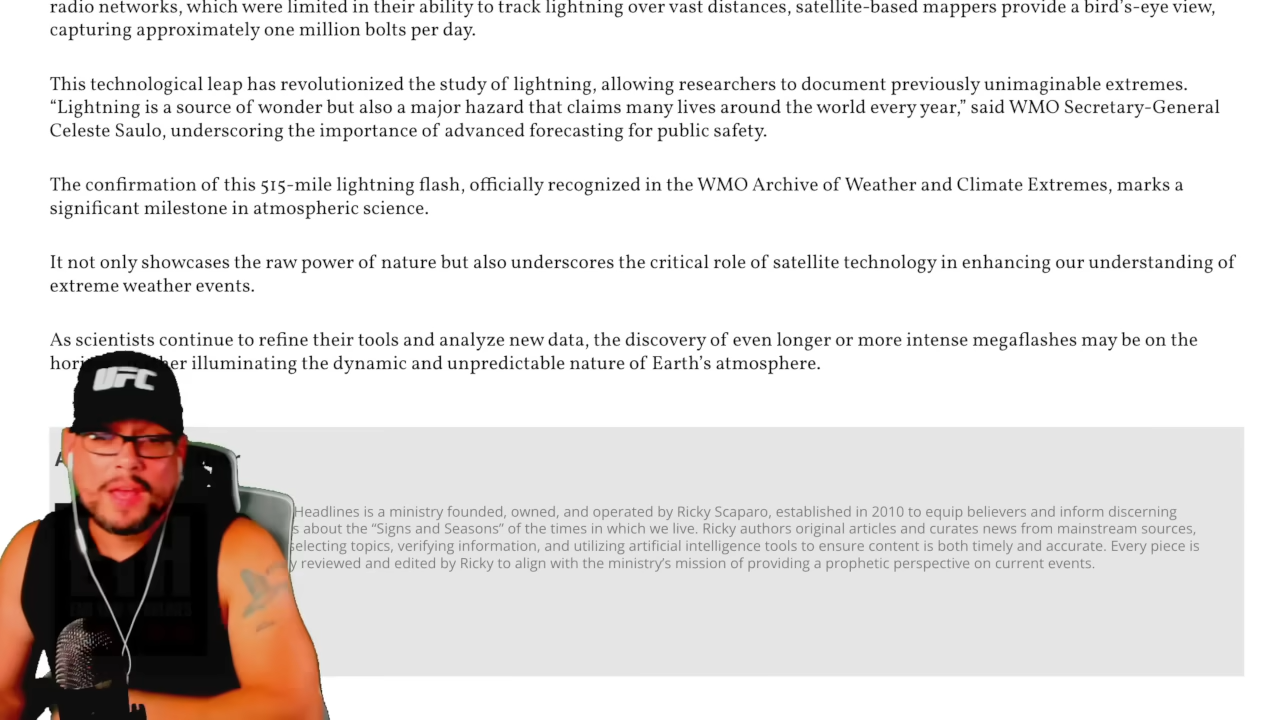 radio networks, which were limited in their ability to track lightning over vast distances, satellite-based mappers provide a bird’s-eye view,
capturing approximately one million bolts per day.
This technological leap has revolutionized the study of lightning, allowing researchers to document previously unimaginable extremes.
“Lightning is a source of wonder but also a major hazard that claims many lives around the world every year,” said WMO Secretary-General
Celeste Saulo, underscoring the importance of advanced forecasting for public safety.
The confirmation of this 515-mile lightning flash, officially recognized in the WMO Archive of Weather and Climate Extremes, marks a
significant milestone in atmospheric science.
It not only showcases the raw power of nature but also underscores the critical role of satellite technology in enhancing our understanding of
extreme weather events.
As scientists continue to refine their tools and analyze new data, the discovery of even longer or more intense megaflashes may be on the
illuminating the dynamic and unpredictable nature of Earth’s atmosphere.
UFC
Headlines is a ministry founded, owned, and operated by Ricky Scaparo, established in 2010 to equip believers and inform discerning
about the “Signs and Seasons” of the times in which we live. Ricky authors original articles and curates news from mainstream sources,
selecting topics, verifying information, and utilizing artificial intelligence tools to ensure content is both timely and accurate. Every piece is
reviewed and edited by Ricky to align with the ministry’s mission of providing a prophetic perspective on current events.